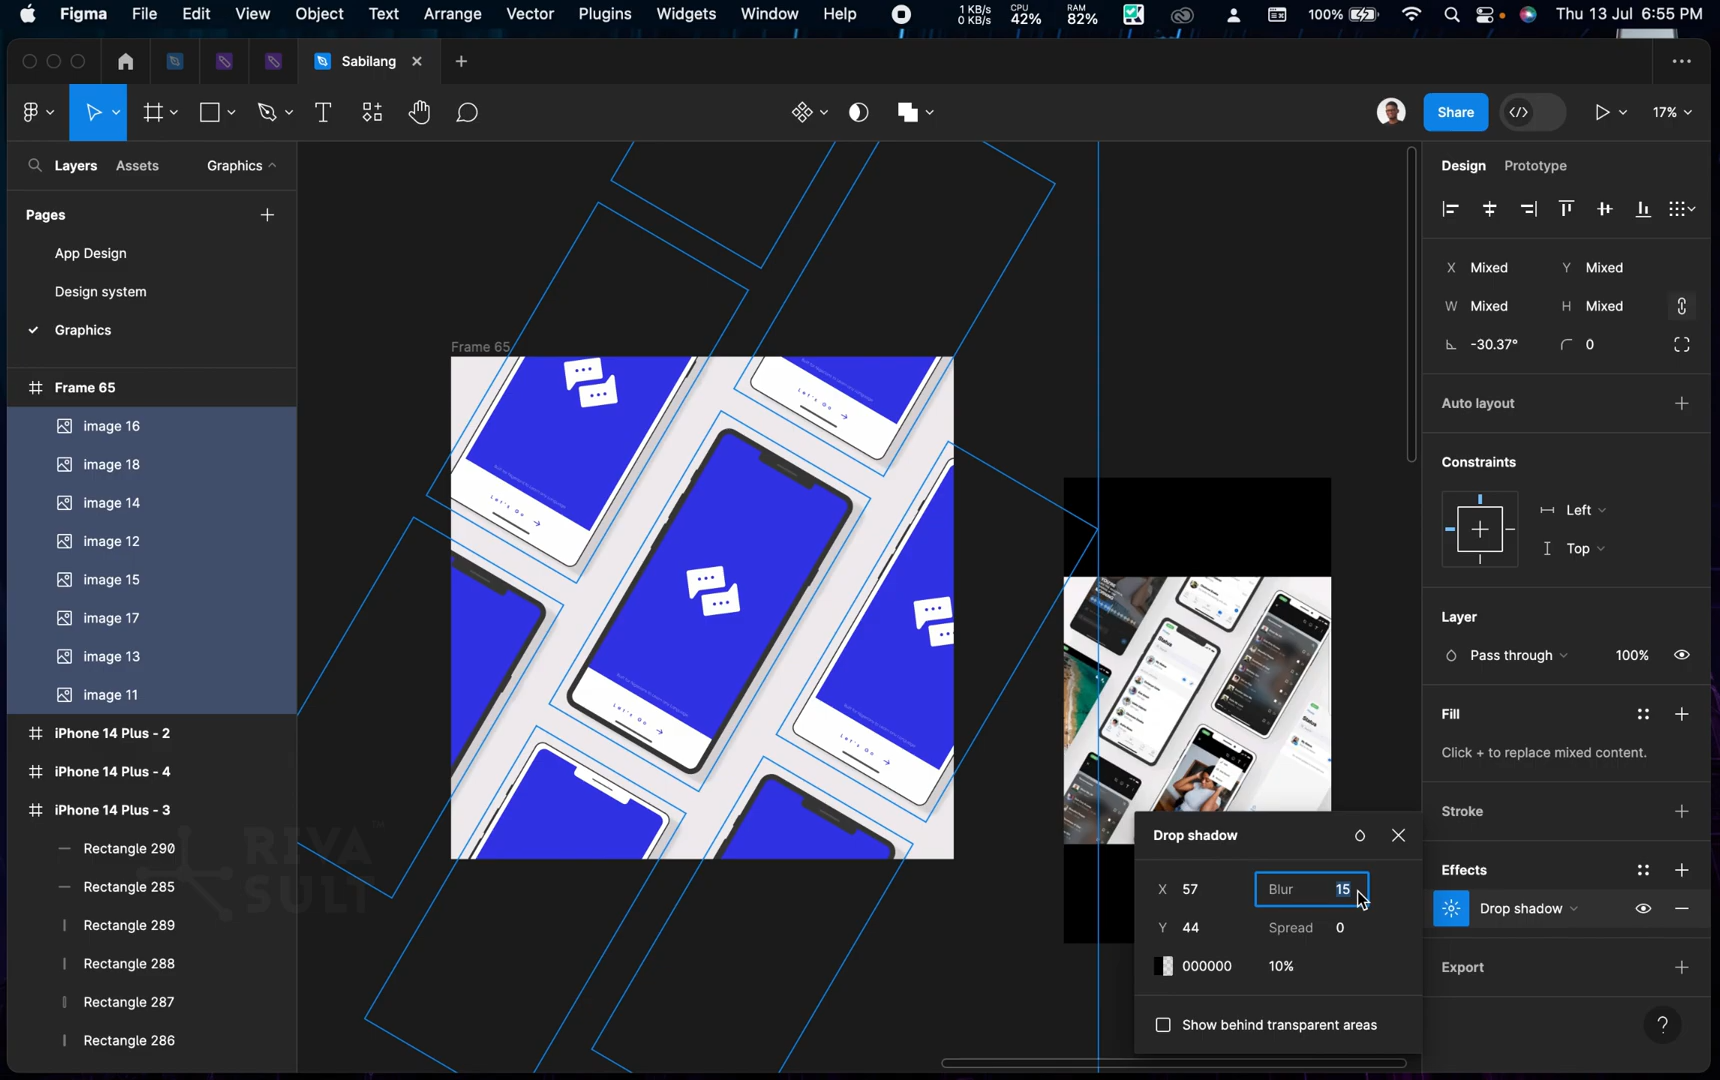 Figma File Edit View Object Text Arrange Vector Plugins Widgets Window Help
1 KB/s
0 KB/s
CPU
42%
RAM
82%
100%
Thu 13 Jul 6:55 PM
Sabilang
Share
17%
Layers Assets Graphics
Pages
App Design
Design system
Graphics
Frame 65
image 16
image 18
image 14
image 12
image 15
image 17
image 13
image 11
iPhone 14 Plus - 2
iPhone 14 Plus - 4
iPhone 14 Plus - 3
Rectangle 290
Rectangle 285
Rectangle 289
Rectangle 288
Rectangle 287
Rectangle 286
RIVA
SULT
Frame 65
Let's Go
Let's Go
Let's Go
Let's Go
Status
Drop shadow
X 57
Blur 15
Y 44
Spread 0
000000 10%
Show behind transparent areas
Design Prototype
X Mixed Y Mixed
W Mixed H Mixed
-30.37° 0
Auto layout
Constraints
Left
Top
Layer
Pass through 100%
Fill
Click + to replace mixed content.
Stroke
Effects
Drop shadow
Export
?